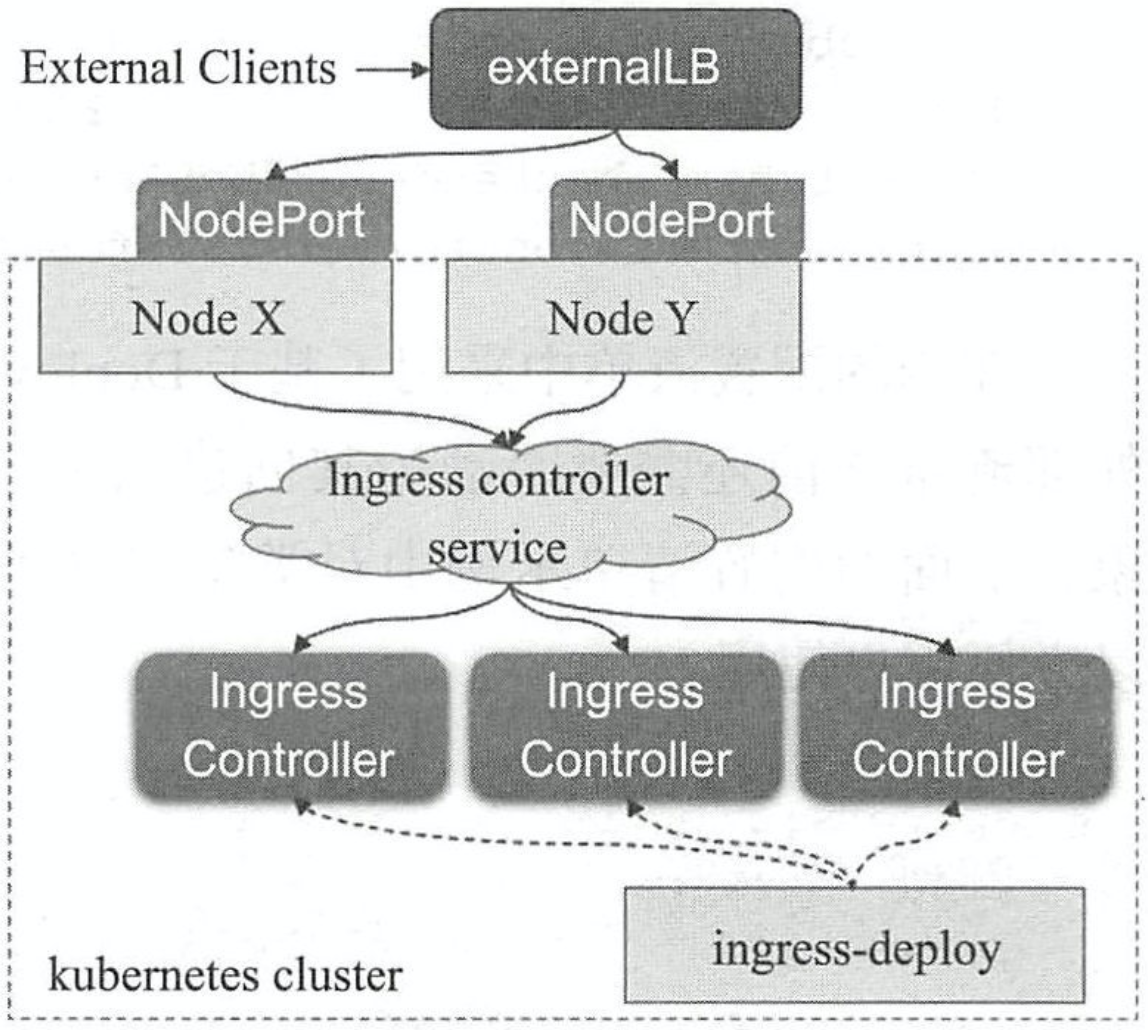 External Clients
externalLB
NodePort
NodePort
Node X
Node Y
Ingress controller
service
Ingress
Controller
Ingress
Controller
Ingress
Controller
ingress-deploy
kubernetes cluster